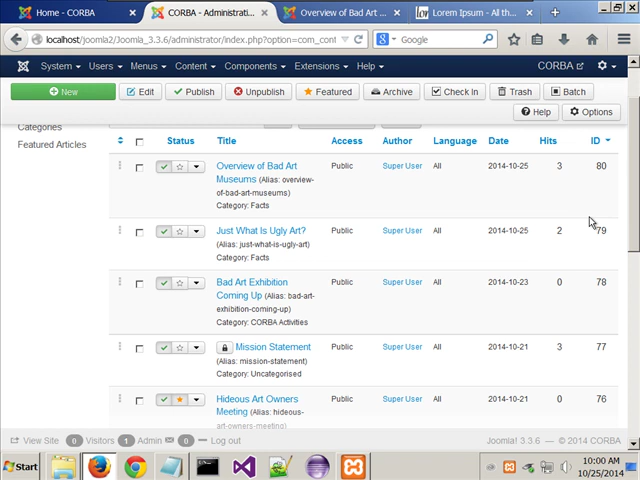 Home - CORBA
CORBA - Administrati...
Overview of Bad Art ...
Lorem Ipsum - All th...
localhost/joomla2/Joomla_3.3.6/administrator/index.php?option=com_cont
Google
System Users Menus Content Components Extensions Help CORBA
New Edit Publish Unpublish Featured Archive Check In Trash Batch
Help Options
Categories
Featured Articles
Status Title Access Author Language Date Hits ID
Overview of Bad Art Public Super User All 2014-10-25 3 80
Museums (Alias: overview-
of-bad-art-museums)
Category: Facts
Just What Is Ugly Art? Public Super User All 2014-10-25 2 79
(Alias: just-what-is-ugly-art)
Category: Facts
Bad Art Exhibition Public Super User All 2014-10-23 0 78
Coming Up (Alias: bad-art-
exhibition-coming-up)
Category: CORBA Activities
Mission Statement Public Super User All 2014-10-21 3 77
(Alias: mission-statement)
Category: Uncategorised
Hideous Art Owners Public Super User All 2014-10-21 0 76
Meeting (Alias: hideous-
art-owners-meeting)
View Site 0 Visitors 1 Admin 0 Log out Joomla! 3.3.6 — © 2014 CORBA
Start
10:00 AM
10/25/2014